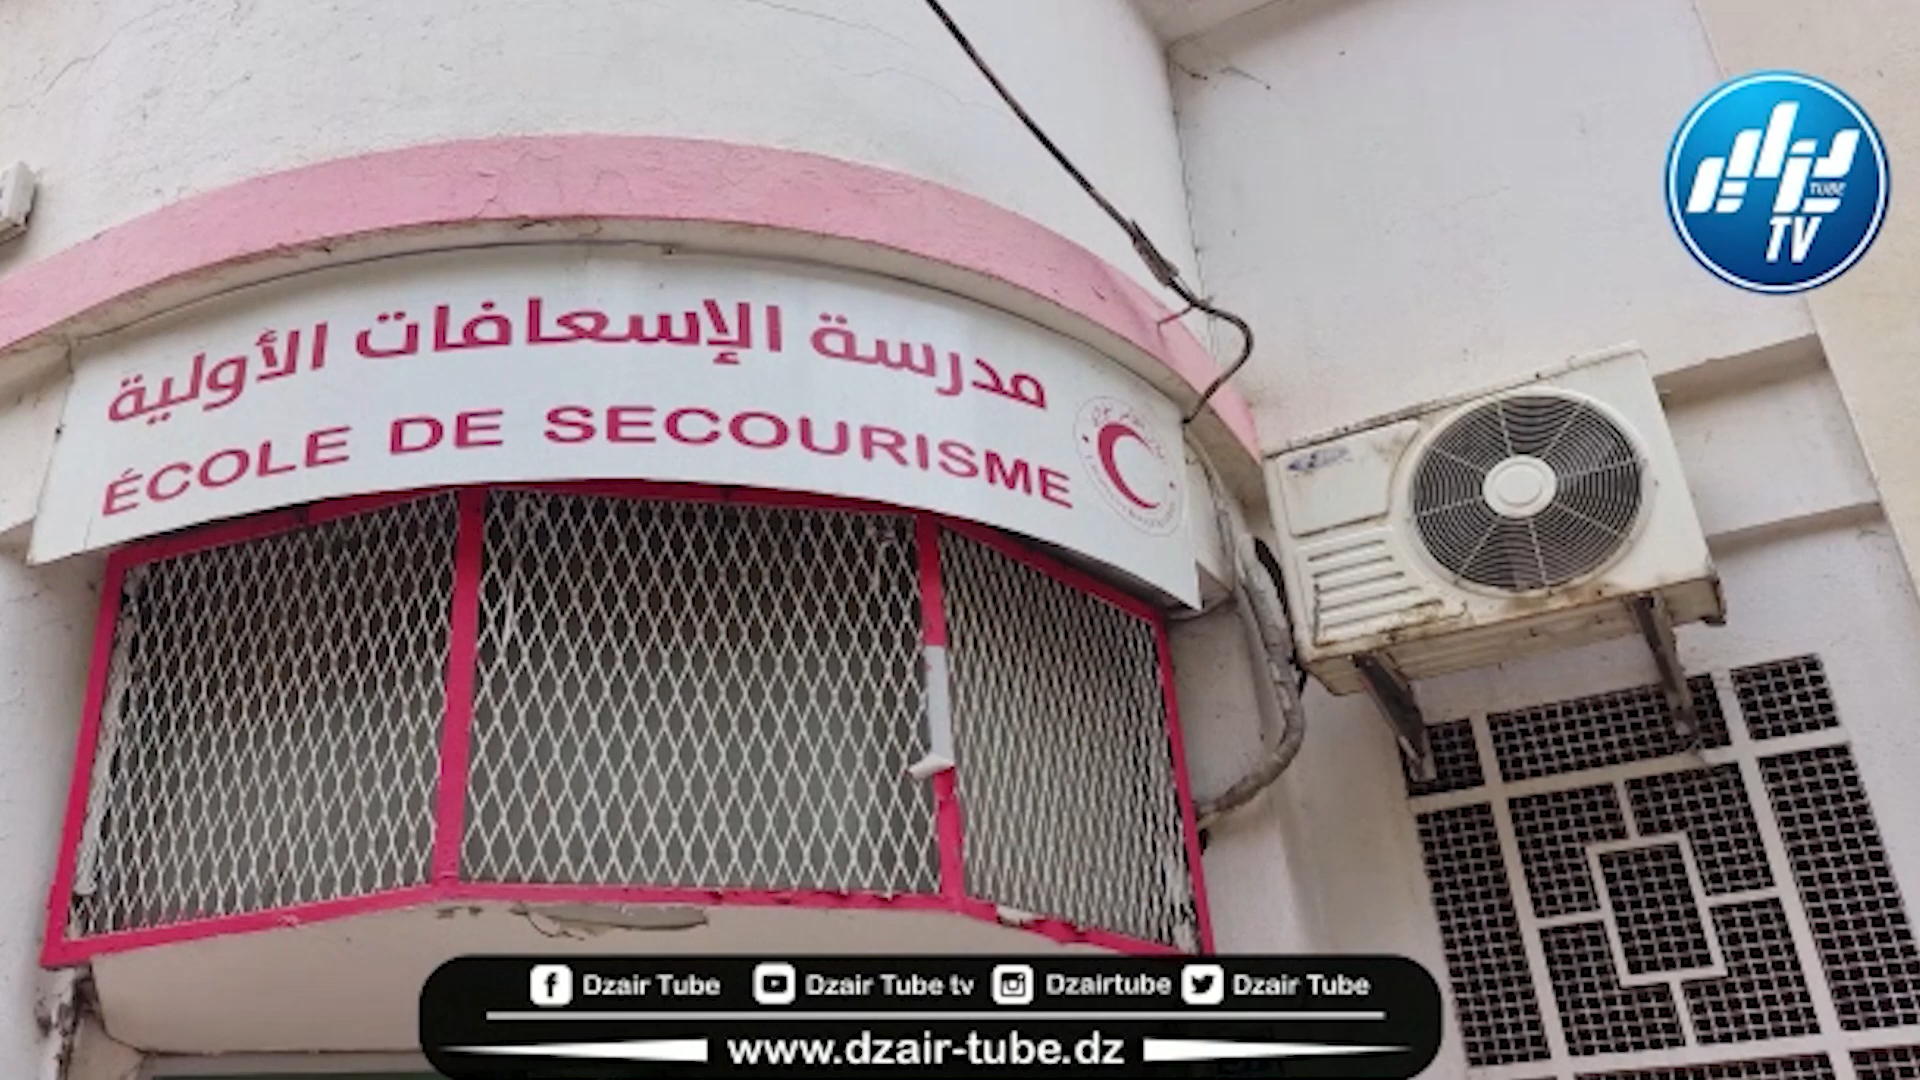 مدرسة الإسعافات الأولية
ÉCOLE DE SECOURISME
TUBE
TV
Dzair Tube Dzair Tube tv Dzairtube Dzair Tube
www.dzair-tube.dz